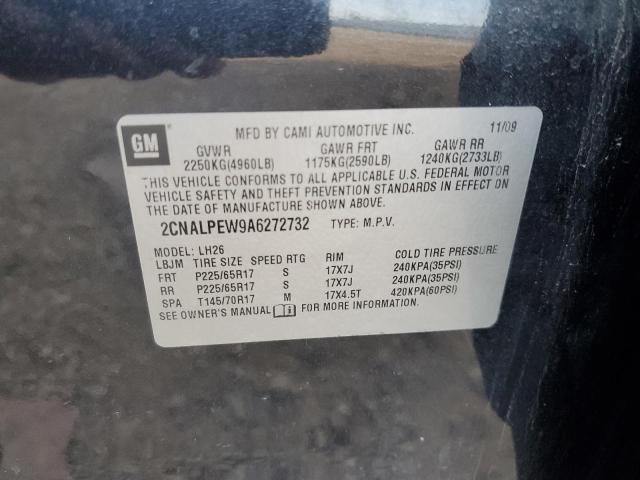 GM
MFD BY CAMI AUTOMOTIVE INC. 11/09
GVWR GAWR FRT GAWR RR
2250KG(4960LB) 1175KG(2590LB) 1240KG(2733LB)
THIS VEHICLE CONFORMS TO ALL APPLICABLE U.S. FEDERAL MOTOR
VEHICLE SAFETY AND THEFT PREVENTION STANDARDS IN EFFECT ON
THE DATE OF MANUFACTURE SHOWN ABOVE.
2CNALPEW9A6272732 TYPE: M.P.V.
MODEL: LH26
LBJM TIRE SIZE SPEED RTG RIM COLD TIRE PRESSURE
FRT P225/65R17 S 17X7J 240KPA(35PSI)
RR P225/65R17 S 17X7J 240KPA(35PSI)
SPA T145/70R17 M 17X4.5T 420KPA(60PSI)
SEE OWNER'S MANUAL FOR MORE INFORMATION.